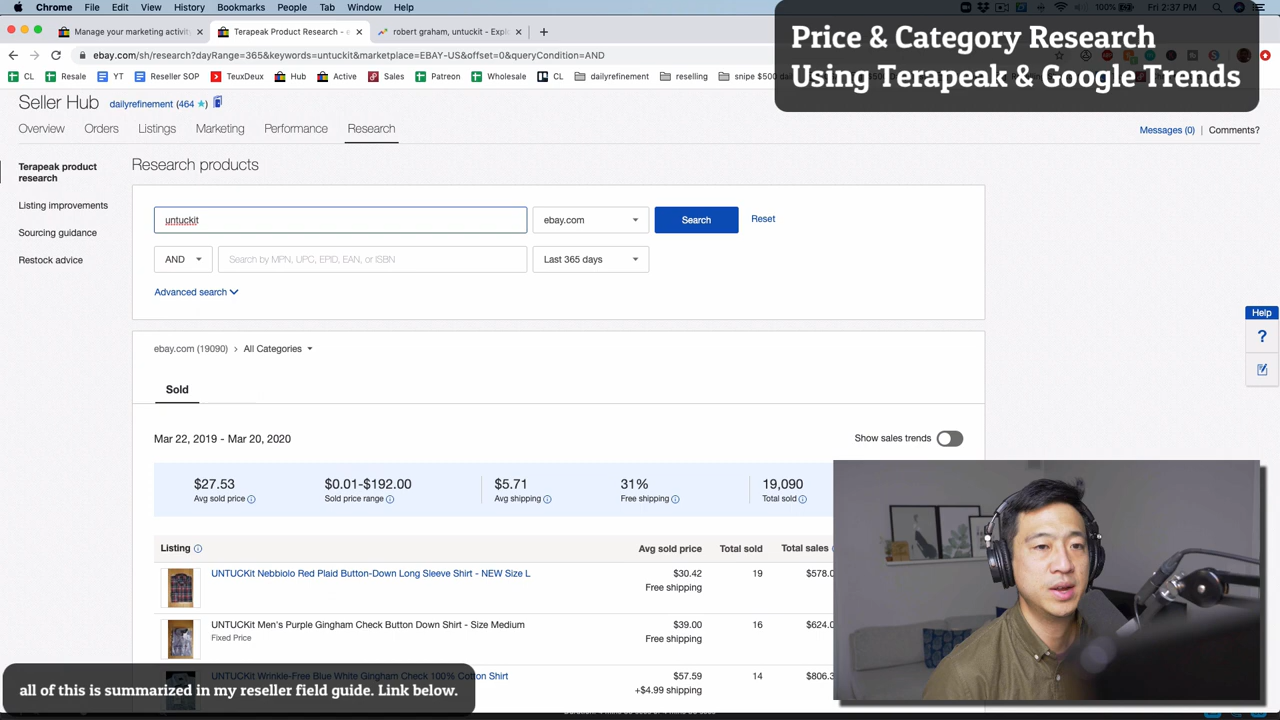 Chrome File Edit View History Bookmarks People Tab Window Help
100% Fri 2:37 PM
Manage your marketing activity
Terapeak Product Research - e
robert graham, untuckit - Expl
ebay.com/sh/research?dayRange=365&keywords=untuckit&marketplace=EBAY-US&offset=0&queryCondition=AND
CL Resale YT Reseller SOP TeuxDeux Hub Active Sales Patreon Wholesale CL dailyrefinement reselling snipe $500
Price & Category Research
Using Terapeak & Google Trends
Seller Hub dailyrefinement (464 ★)
Overview Orders Listings Marketing Performance Research
Messages (0) | Comments?
Terapeak product
research
Listing improvements
Sourcing guidance
Restock advice
Research products
untuckit ebay.com Search Reset
AND Search by MPN, UPC, EPID, EAN, or ISBN Last 365 days
Advanced search
Help
?
ebay.com (19090) > All Categories
Sold
Mar 22, 2019 - Mar 20, 2020
Show sales trends
$27.53 $0.01-$192.00 $5.71 31% 19,090
Avg sold price Sold price range Avg shipping Free shipping Total sold
Listing Avg sold price Total sold Total sales
UNTUCKit Nebbiolo Red Plaid Button-Down Long Sleeve Shirt - NEW Size L $30.42 19 $578.0
Free shipping
UNTUCKit Men's Purple Gingham Check Button Down Shirt - Size Medium $39.00 16 $624.0
Fixed Price Free shipping
UNTUCKit Wrinkle-Free Blue White Gingham Check 100% Cotton Shirt $57.59 14 $806.3
+$4.99 shipping
all of this is summarized in my reseller field guide. Link below.